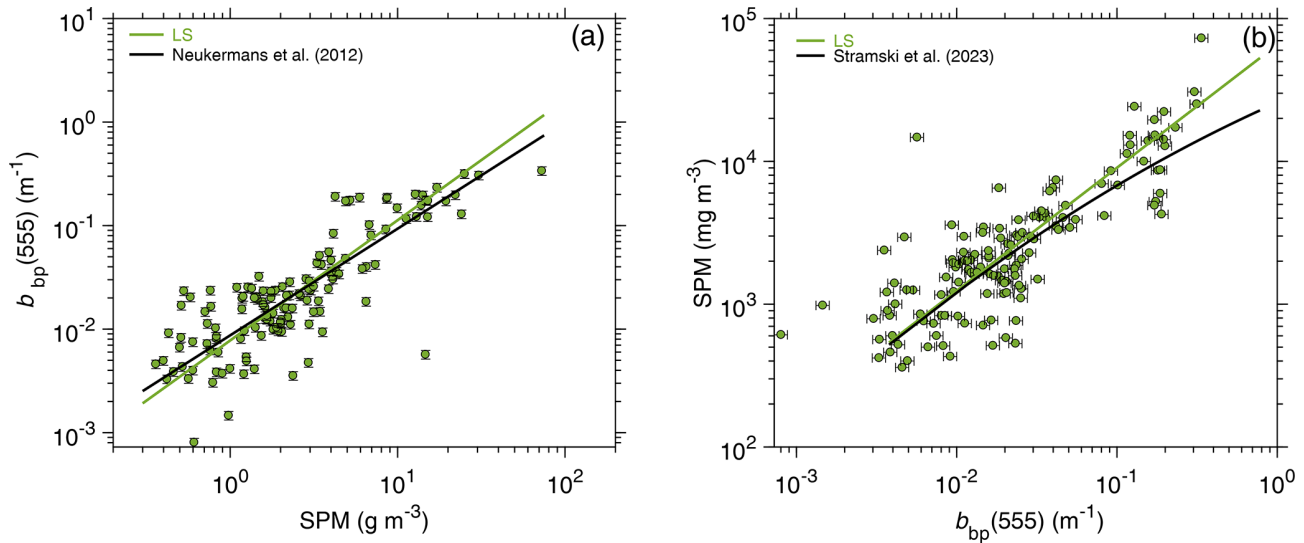 (a)
LS
Neukermans et al. (2012)
10¹
10⁰
10⁻¹
10⁻²
10⁻³
b_bp(555) (m⁻¹)
10⁰
10¹
10²
SPM (g m⁻³)
(b)
LS
Stramski et al. (2023)
10⁵
10⁴
10³
10²
SPM (mg m⁻³)
10⁻³
10⁻²
10⁻¹
10⁰
b_bp(555) (m⁻¹)